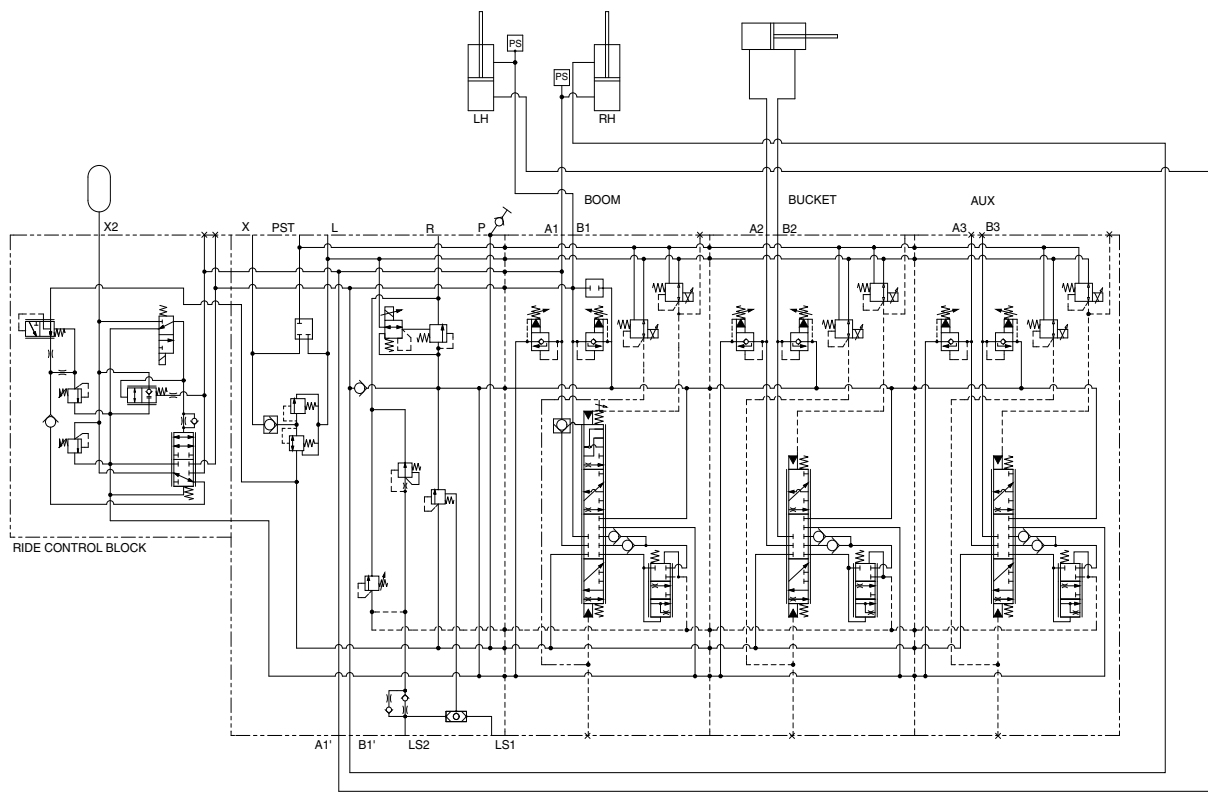 PS
PS
LH
RH
BOOM
BUCKET
AUX
X2
X
PST
L
R
P
A1
B1
A2
B2
A3
B3
RIDE CONTROL BLOCK
A1'
B1'
LS2
LS1